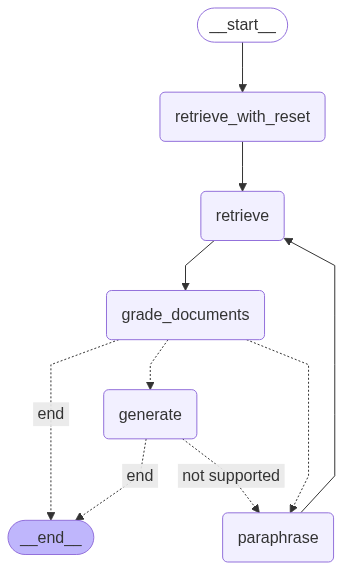 __start__
retrieve_with_reset
retrieve
grade_documents
end
generate
end
not supported
__end__
paraphrase